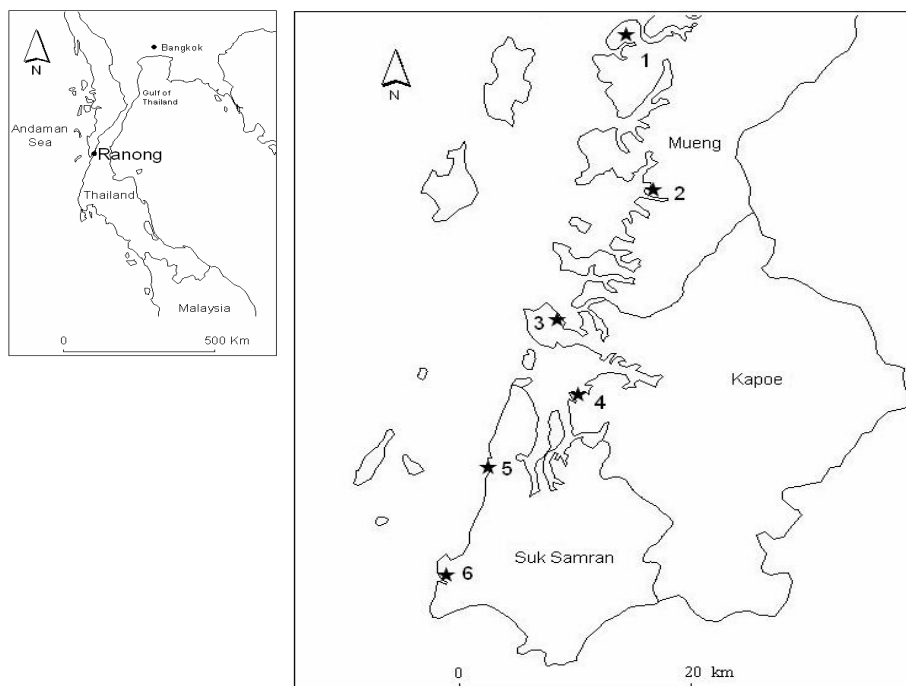 N
Bangkok
Gulf of
Thailand
Andaman
Sea
Ranong
Thailand
Malaysia
0 500 Km
N
1
Mueng
2
3
Kapoe
4
5
Suk Samran
6
0 20 km